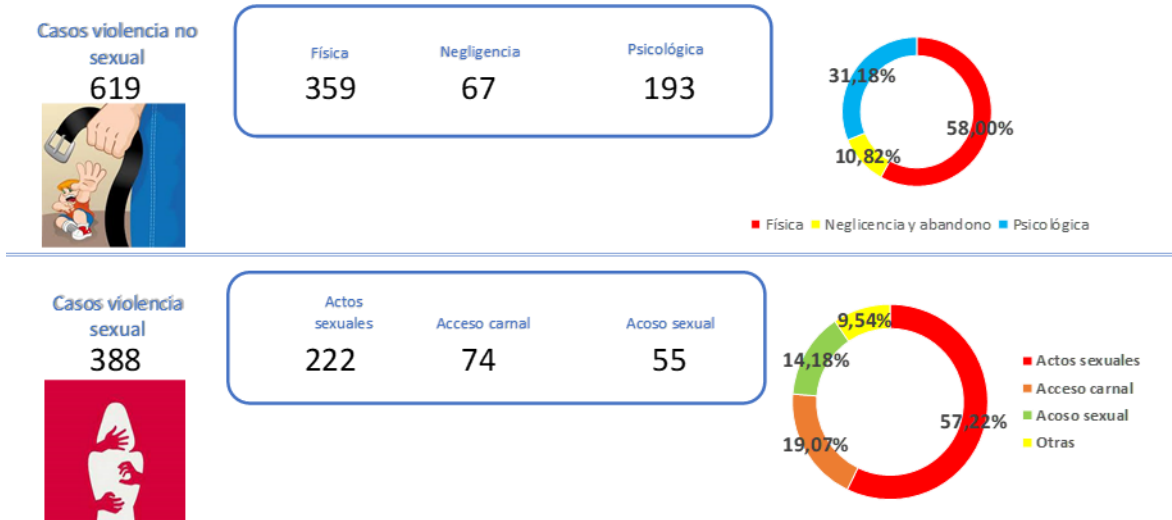 Casos violencia no
sexual
619
Física
359
Negligencia
67
Psicológica
193
31,18%
58,00%
10,82%
Física
Neglicencia y abandono
Psicológica
Casos violencia
sexual
388
Actos
sexuales
222
Acceso carnal
74
Acoso sexual
55
9,54%
14,18%
57,22%
19,07%
Actos sexuales
Acceso carnal
Acoso sexual
Otras